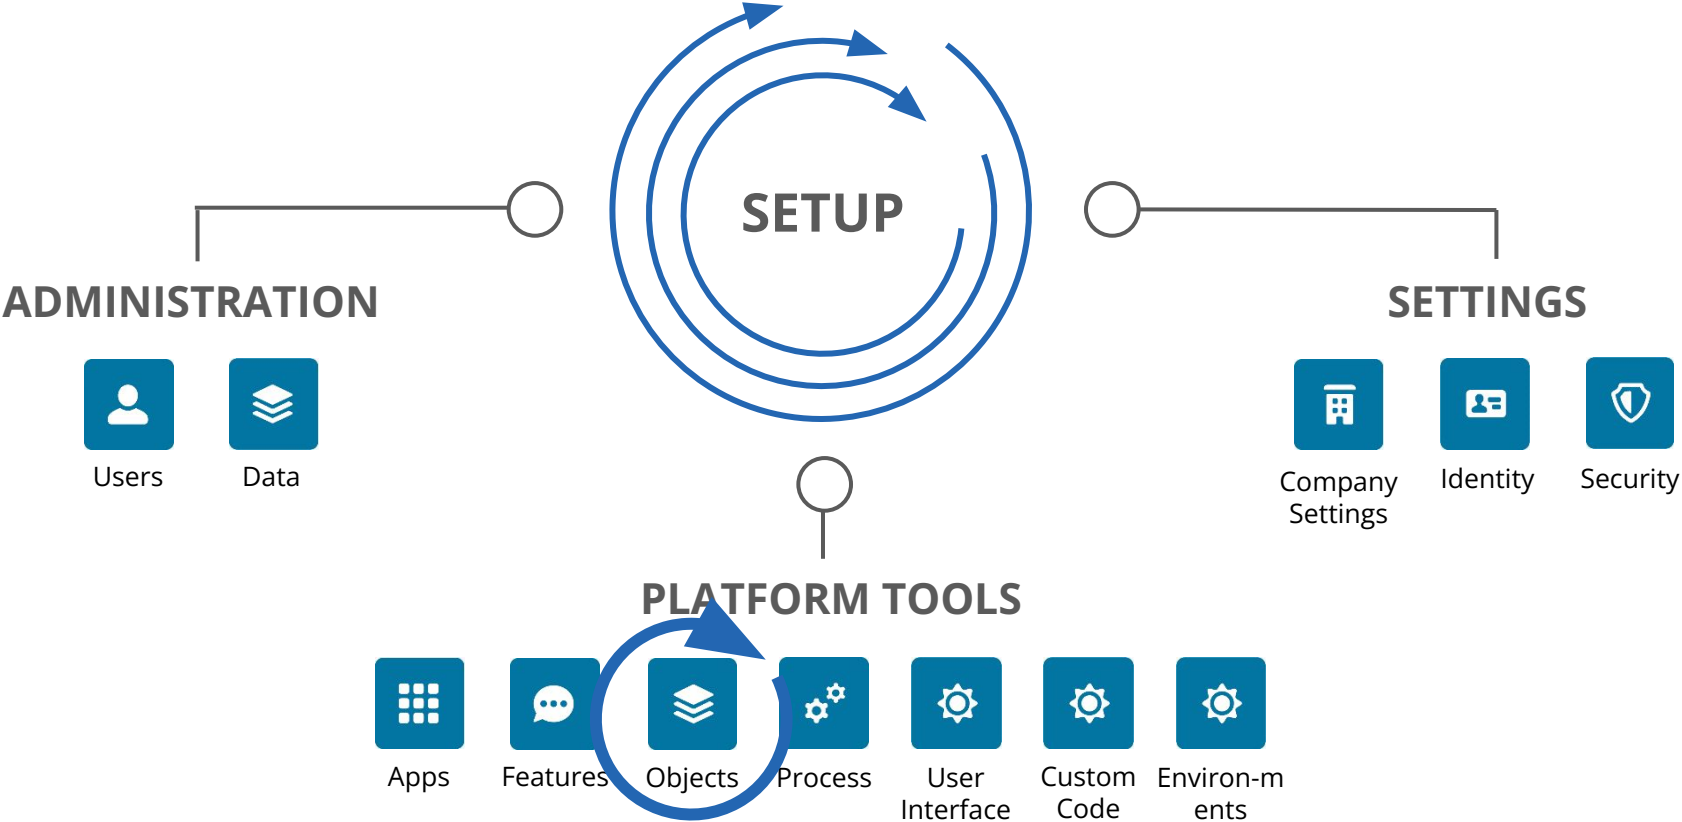 SETUP
ADMINISTRATION
SETTINGS
Users
Data
Company
Settings
Identity
Security
PLATFORM TOOLS
Apps
Features
Objects
Process
User
Interface
Custom
Code
Environ-m
ents